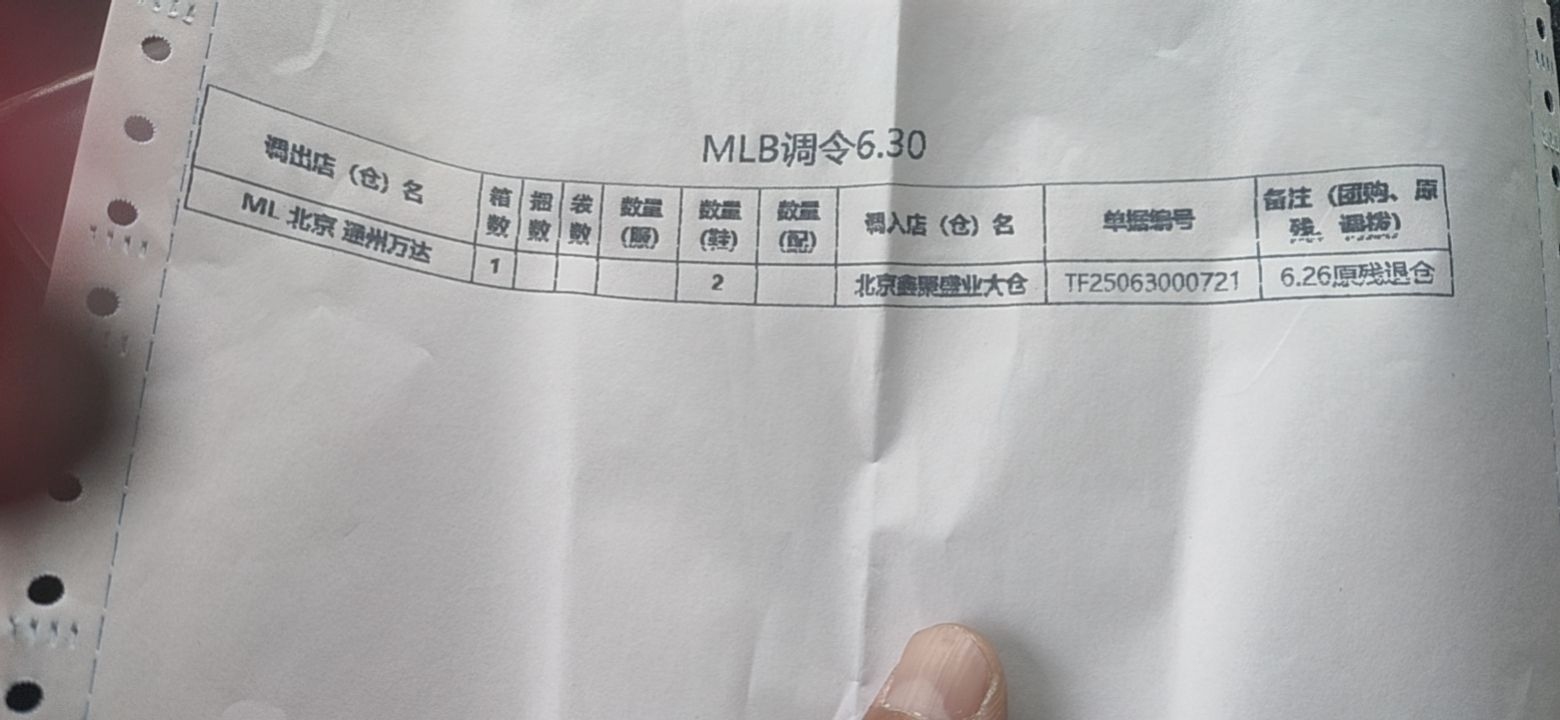 MLB调令6.30
调出店（仓）名 箱数 捆数 袋数 数量（服） 数量（鞋） 数量（配） 调入店（仓）名 单据编号 备注（团购、原残、调拨）
ML 北京 通州万达 1 2 北京鑫聚盛业大仓 TF25063000721 6.26原残退仓